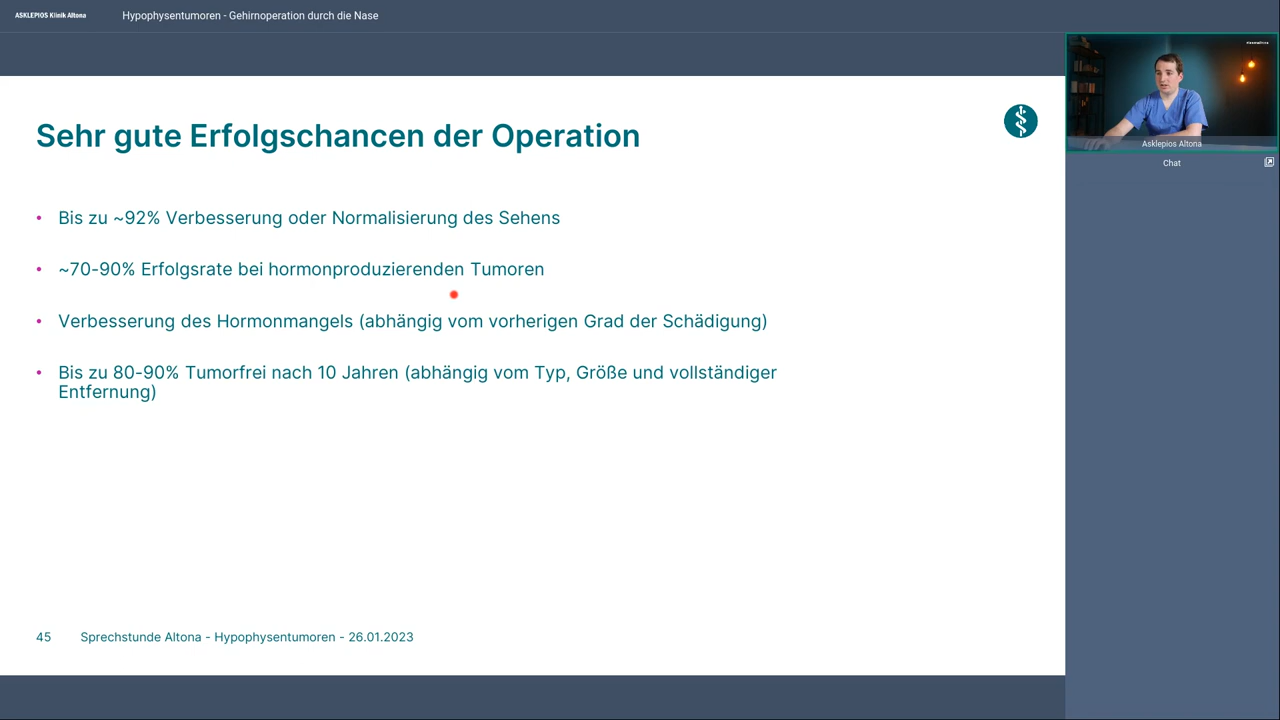 ASKLEPIOS Klinik Altona
Hypophysentumoren - Gehirnoperation durch die Nase
Sehr gute Erfolgschancen der Operation
• Bis zu ~92% Verbesserung oder Normalisierung des Sehens
• ~70-90% Erfolgsrate bei hormonproduzierenden Tumoren
• Verbesserung des Hormonmangels (abhängig vom vorherigen Grad der Schädigung)
• Bis zu 80-90% Tumorfrei nach 10 Jahren (abhängig vom Typ, Größe und vollständiger
Entfernung)
45 Sprechstunde Altona - Hypophysentumoren - 26.01.2023
Asklepios Altona
Chat